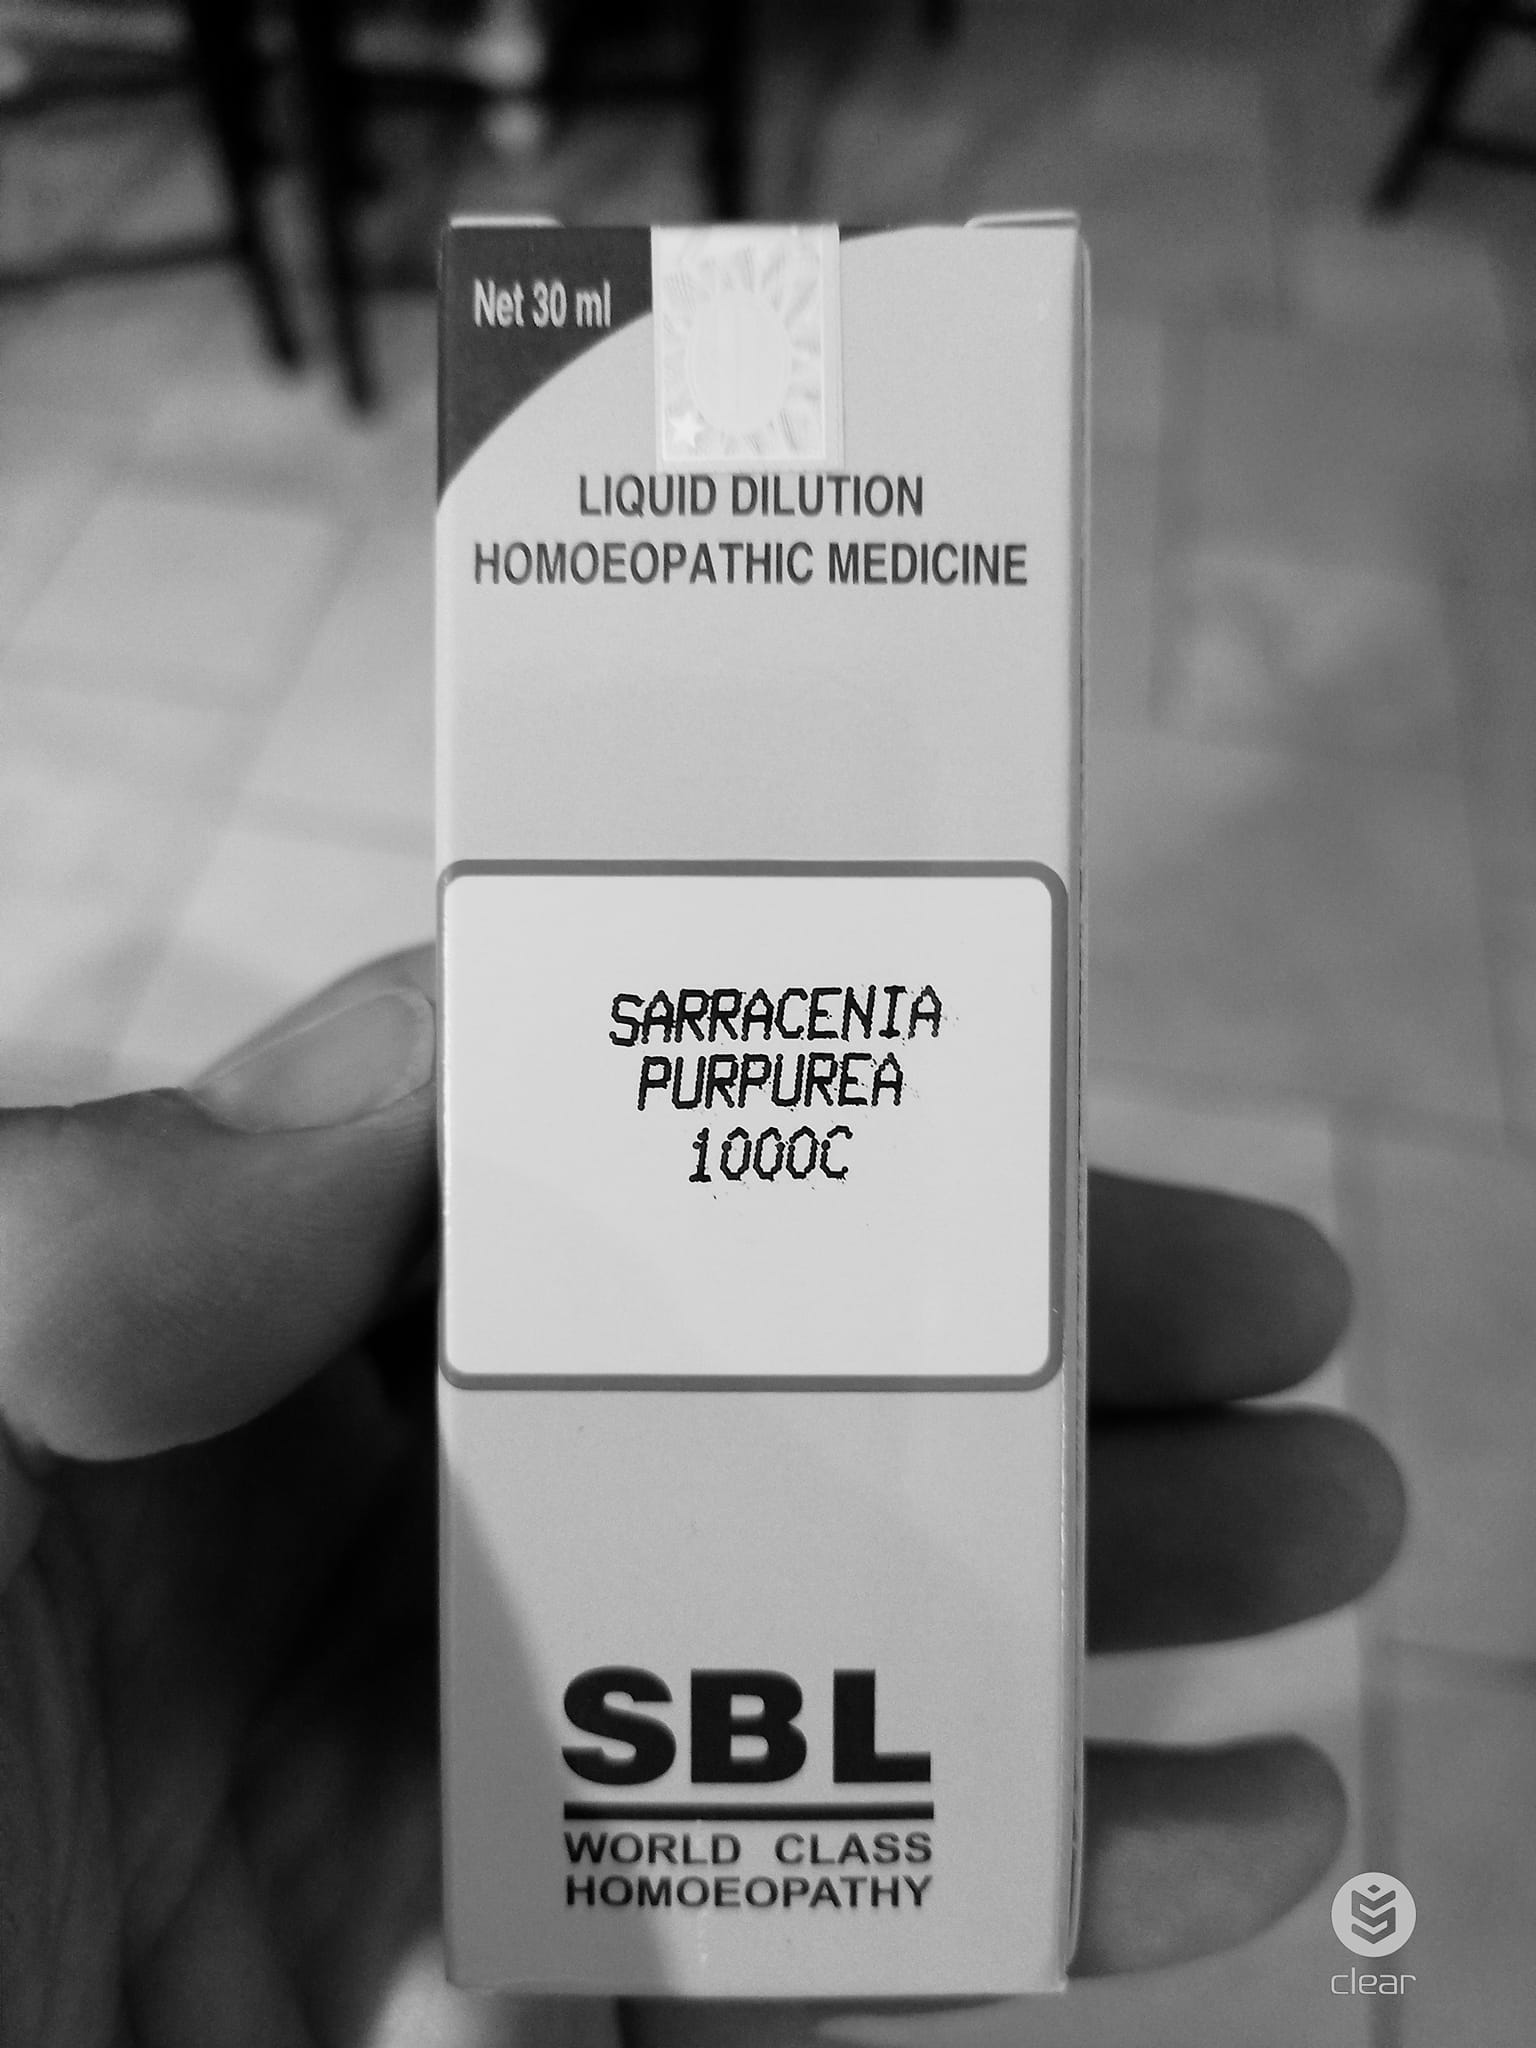 Net 30 ml
LIQUID DILUTION
HOMOEOPATHIC MEDICINE
SARRACENIA
PURPUREA
1000C
SBL
WORLD CLASS
HOMOEOPATHY
clear